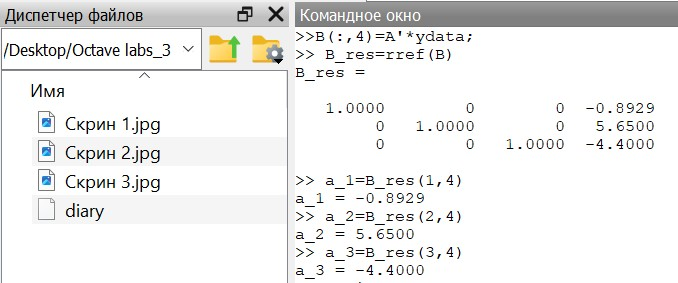 Диспетчер файлов
/Desktop/Octave labs_3
Имя
Скрин 1.jpg
Скрин 2.jpg
Скрин 3.jpg
diary
Командное окно
>>B(:,4)=A'*ydata;
>> B_res=rref(B)
B_res =
1.0000 0 0 -0.8929
0 1.0000 0 5.6500
0 0 1.0000 -4.4000
>> a_1=B_res(1,4)
a_1 = -0.8929
>> a_2=B_res(2,4)
a_2 = 5.6500
>> a_3=B_res(3,4)
a_3 = -4.4000